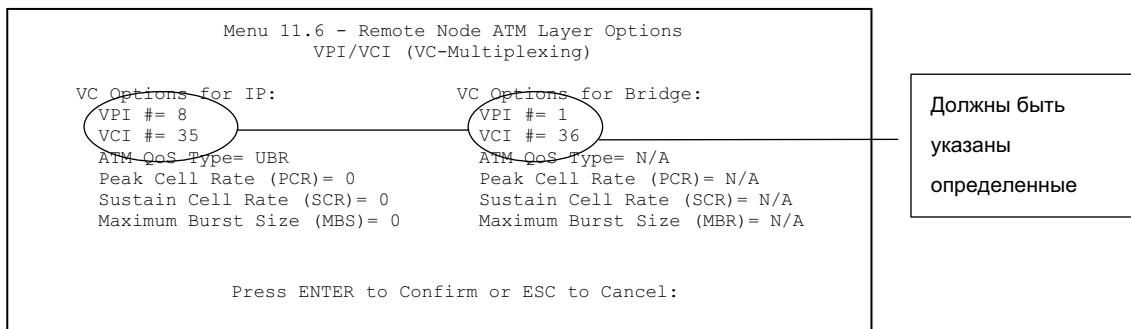 Menu 11.6 - Remote Node ATM Layer Options
VPI/VCI (VC-Multiplexing)
VC Options for IP: VC Options for Bridge:
VPI #= 8 VPI #= 1
VCI #= 35 VCI #= 36
ATM QoS Type= UBR ATM QoS Type= N/A
Peak Cell Rate (PCR)= 0 Peak Cell Rate (PCR)= N/A
Sustain Cell Rate (SCR)= 0 Sustain Cell Rate (SCR)= N/A
Maximum Burst Size (MBS)= 0 Maximum Burst Size (MBR)= N/A
Press ENTER to Confirm or ESC to Cancel:
Должны быть
указаны
определенные